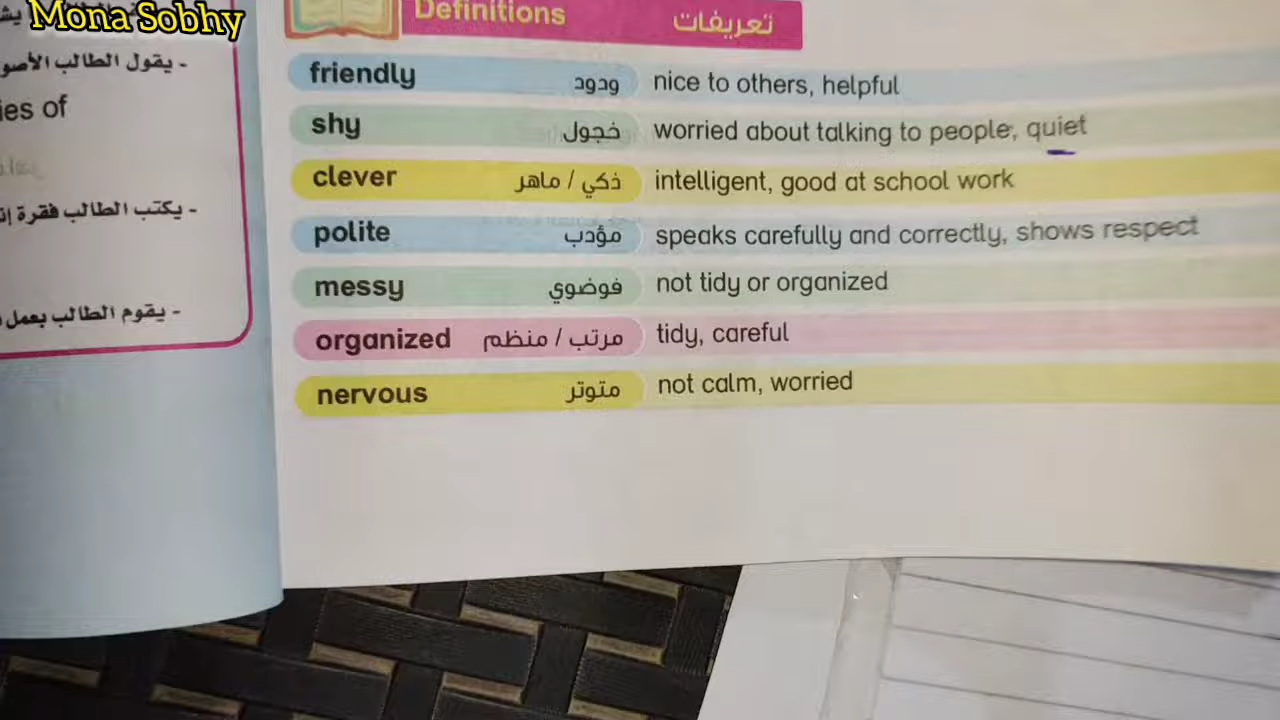 Mona Sobhy
- يقول الطالب
ies of
- يكتب الطالب فقرة
- يقوم الطالب بعمل
Definitions تعريفات
friendly ودود nice to others, helpful
shy خجول worried about talking to people, quiet
clever ذكي / ماهر intelligent, good at school work
polite مؤدب speaks carefully and correctly, shows respect
messy فوضوي not tidy or organized
organized مرتب / منظم tidy, careful
nervous متوتر not calm, worried